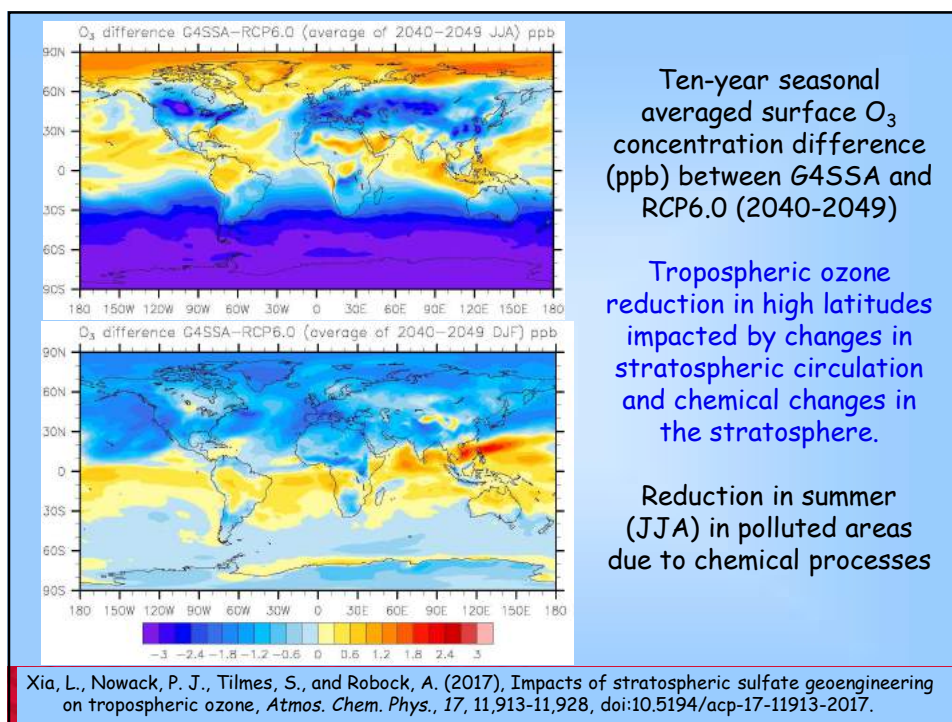 O₃ difference G4SSA-RCP6.0 (average of 2040-2049 JJA) ppb
90N
60N
30N
0
30S
60S
90S
180 150W 120W 90W 60W 30W 0 30E 60E 90E 120E 150E 180
O₃ difference G4SSA-RCP6.0 (average of 2040-2049 DJF) ppb
90N
60N
30N
0
30S
60S
90S
180 150W 120W 90W 60W 30W 0 30E 60E 90E 120E 150E 180
-3 -2.4 -1.8 -1.2 -0.6 0 0.6 1.2 1.8 2.4 3
Ten-year seasonal
averaged surface O₃
concentration difference
(ppb) between G4SSA and
RCP6.0 (2040-2049)
Tropospheric ozone
reduction in high latitudes
impacted by changes in
stratospheric circulation
and chemical changes in
the stratosphere.
Reduction in summer
(JJA) in polluted areas
due to chemical processes
Xia, L., Nowack, P. J., Tilmes, S., and Robock, A. (2017), Impacts of stratospheric sulfate geoengineering
on tropospheric ozone, Atmos. Chem. Phys., 17, 11,913-11,928, doi:10.5194/acp-17-11913-2017.